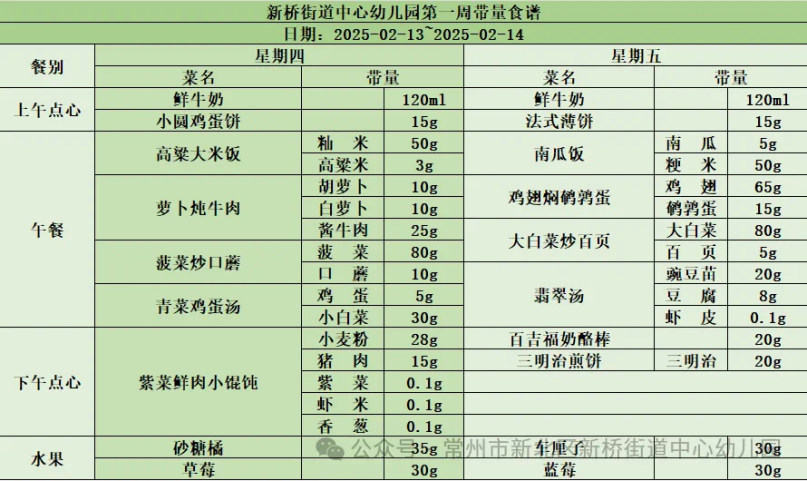 新桥街道中心幼儿园第一周带量食谱
日期：2025-02-13~2025-02-14
餐别 星期四 星期五
菜名 带量 菜名 带量
上午点心 鲜牛奶 120ml 鲜牛奶 120ml
小圆鸡蛋饼 15g 法式薄饼 15g
午餐 高粱大米饭 籼 米 50g 南瓜饭 南 瓜 5g
高粱米 3g 粳 米 50g
萝卜炖牛肉 胡萝卜 10g 鸡翅焖鹌鹑蛋 鸡 翅 65g
白萝卜 10g 鹌鹑蛋 15g
酱牛肉 25g 大白菜炒百页 大白菜 80g
菠菜炒口蘑 菠 菜 80g 百 页 5g
口 蘑 10g 翡翠汤 豌豆苗 20g
青菜鸡蛋汤 鸡 蛋 5g 豆 腐 8g
小白菜 30g 虾 皮 0.1g
下午点心 紫菜鲜肉小馄饨 小麦粉 28g 百吉福奶酪棒 20g
猪 肉 15g 三明治煎饼 三明治 20g
紫 菜 0.1g
虾 米 0.1g
香 葱 0.1g
水果 砂糖橘 35g 车厘子 30g
草莓 30g 蓝莓 30g
公众号·常州市新北区新桥街道中心幼儿园